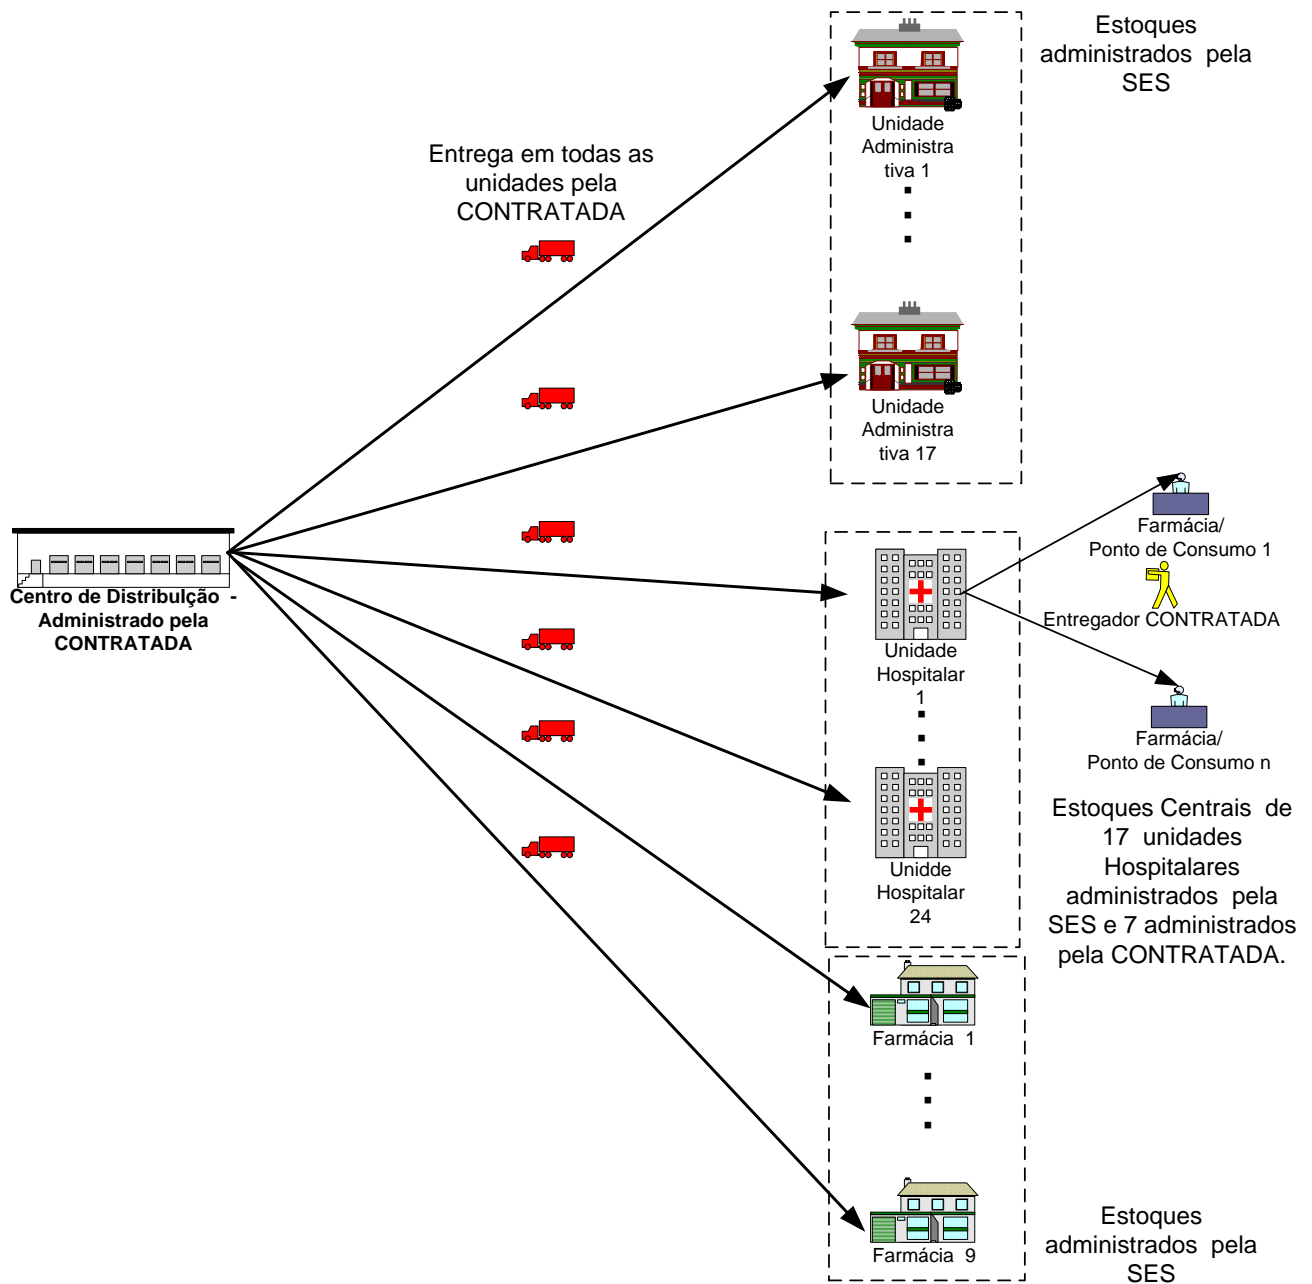 Estoques
administrados pela
SES
Unidade
Administra
tiva 1
Entrega em todas as
unidades pela
CONTRATADA
Unidade
Administra
tiva 17
Centro de Distribulção -
Administrado pela
CONTRATADA
Farmácia/
Ponto de Consumo 1
Entregador CONTRATADA
Unidade
Hospitalar
1
Farmácia/
Ponto de Consumo n
Unidde
Hospitalar
24
Estoques Centrais de
17 unidades
Hospitalares
administrados pela
SES e 7 administrados
pela CONTRATADA.
Farmácia 1
Farmácia 9
Estoques
administrados pela
SES